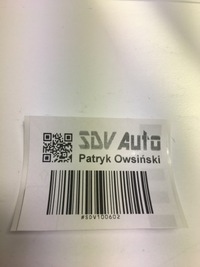 SDV Auto
Patryk Owsiński
#SDV100602